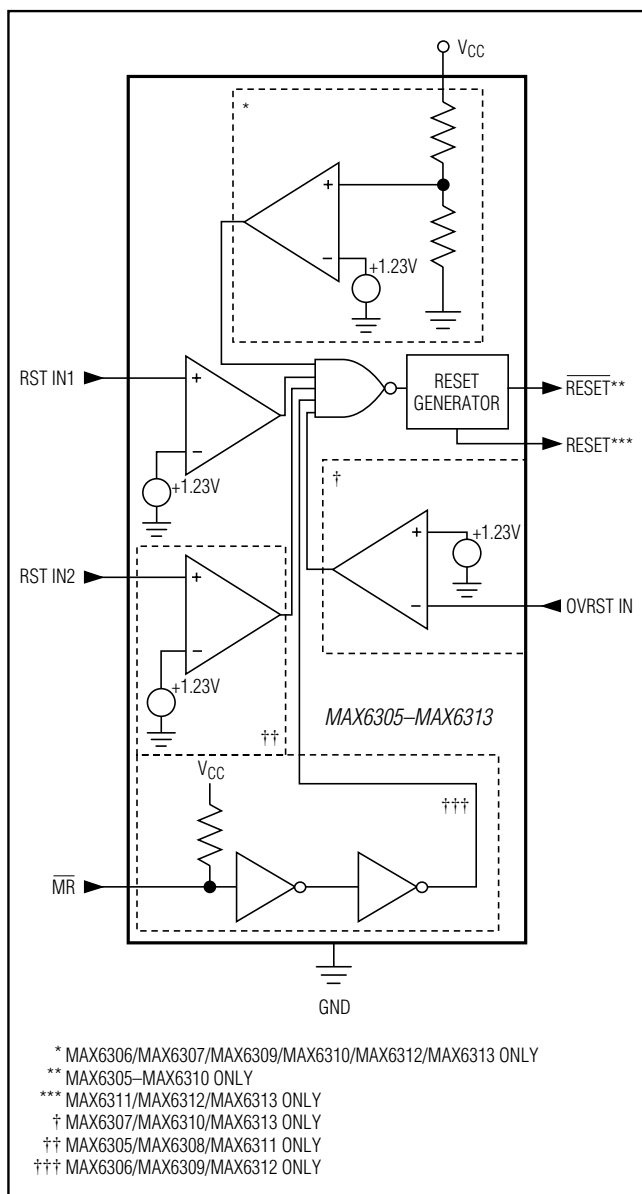 VCC
*
+
−
+1.23V
RST IN1
+
−
+1.23V
RESET
GENERATOR
RESET**
RESET***
†
+
−
+1.23V
OVRST IN
RST IN2
+
−
+1.23V
††
MAX6305–MAX6313
VCC
†††
MR
GND
* MAX6306/MAX6307/MAX6309/MAX6310/MAX6312/MAX6313 ONLY
** MAX6305–MAX6310 ONLY
*** MAX6311/MAX6312/MAX6313 ONLY
† MAX6307/MAX6310/MAX6313 ONLY
†† MAX6305/MAX6308/MAX6311 ONLY
††† MAX6306/MAX6309/MAX6312 ONLY